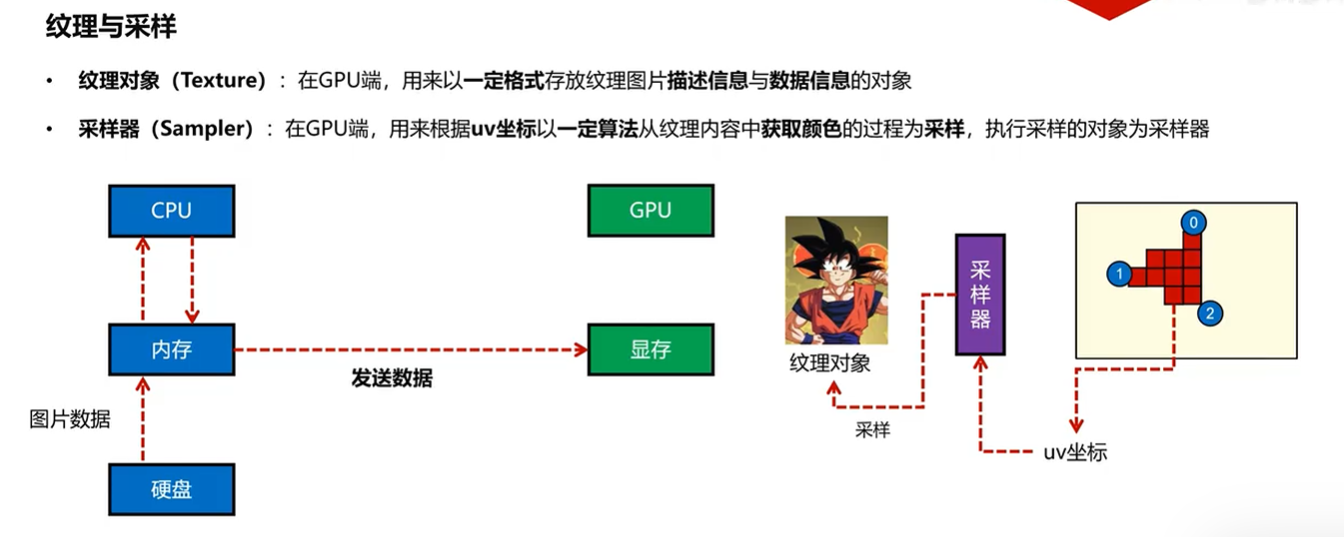 纹理与采样
• 纹理对象（Texture）：在GPU端，用来以一定格式存放纹理图片描述信息与数据信息的对象
• 采样器（Sampler）：在GPU端，用来根据uv坐标以一定算法从纹理内容中获取颜色的过程为采样，执行采样的对象为采样器
CPU
GPU
内存
发送数据
显存
图片数据
硬盘
纹理对象
采样
采样器
0
1
2
uv坐标